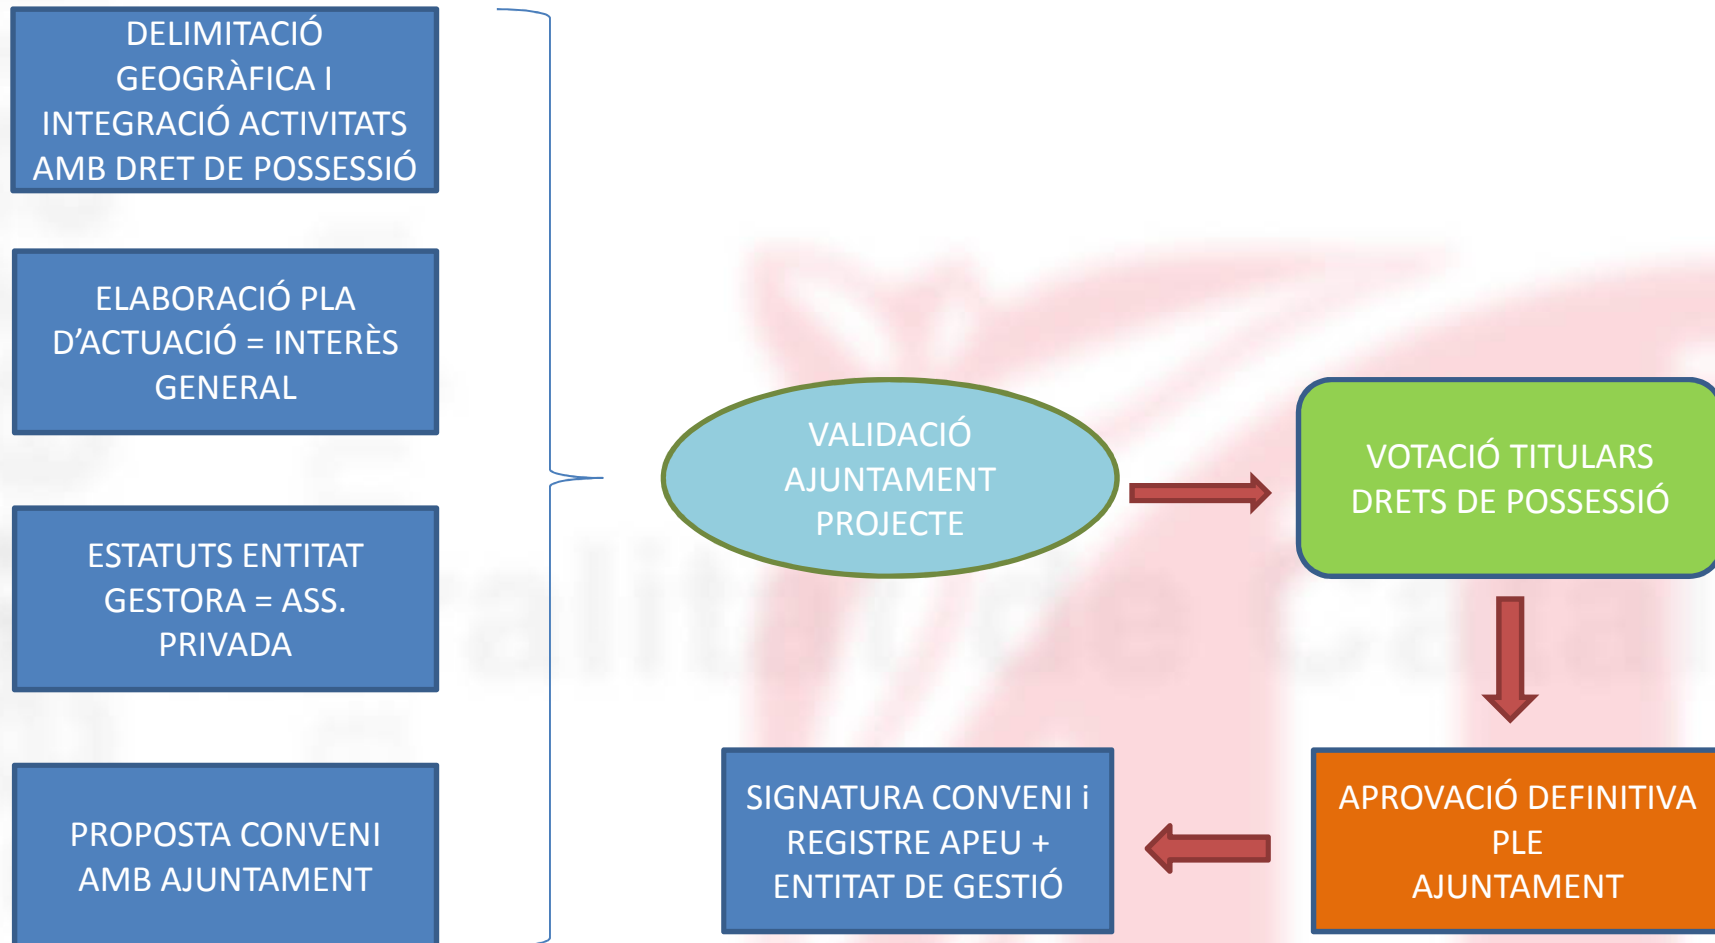 DELIMITACIÓ
GEOGRÀFICA I
INTEGRACIÓ ACTIVITATS
AMB DRET DE POSSESSIÓ
ELABORACIÓ PLA
D'ACTUACIÓ = INTERÈS
GENERAL
ESTATUTS ENTITAT
GESTORA = ASS.
PRIVADA
PROPOSTA CONVENI
AMB AJUNTAMENT
VALIDACIÓ
AJUNTAMENT
PROJECTE
VOTACIÓ TITULARS
DRETS DE POSSESSIÓ
APROVACIÓ DEFINITIVA
PLE
AJUNTAMENT
SIGNATURA CONVENI i
REGISTRE APEU +
ENTITAT DE GESTIÓ